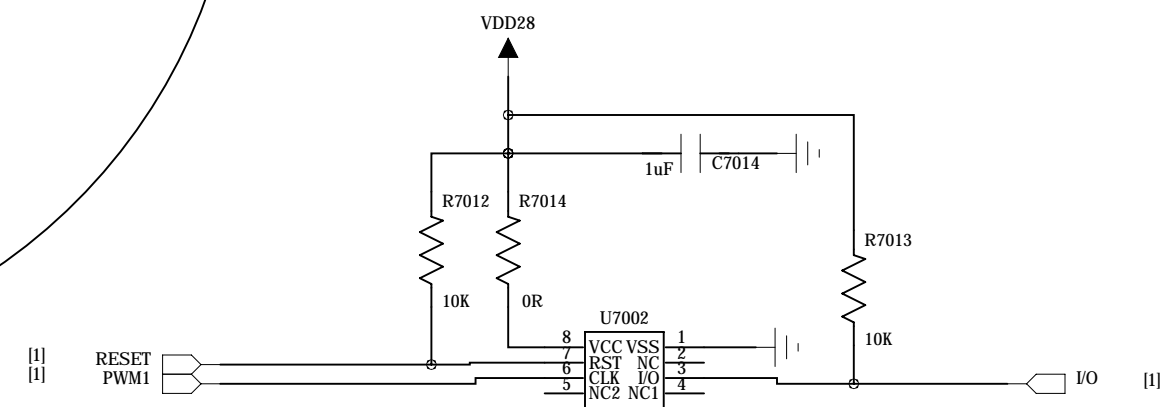 VDD28
1uF
C7014
R7012
R7014
R7013
10K
0R
10K
U7002
8
7
6
5
VCC
RST
CLK
NC2
VSS
NC
I/O
NC1
1
2
3
4
[1] RESET
[1] PWM1
I/O [1]